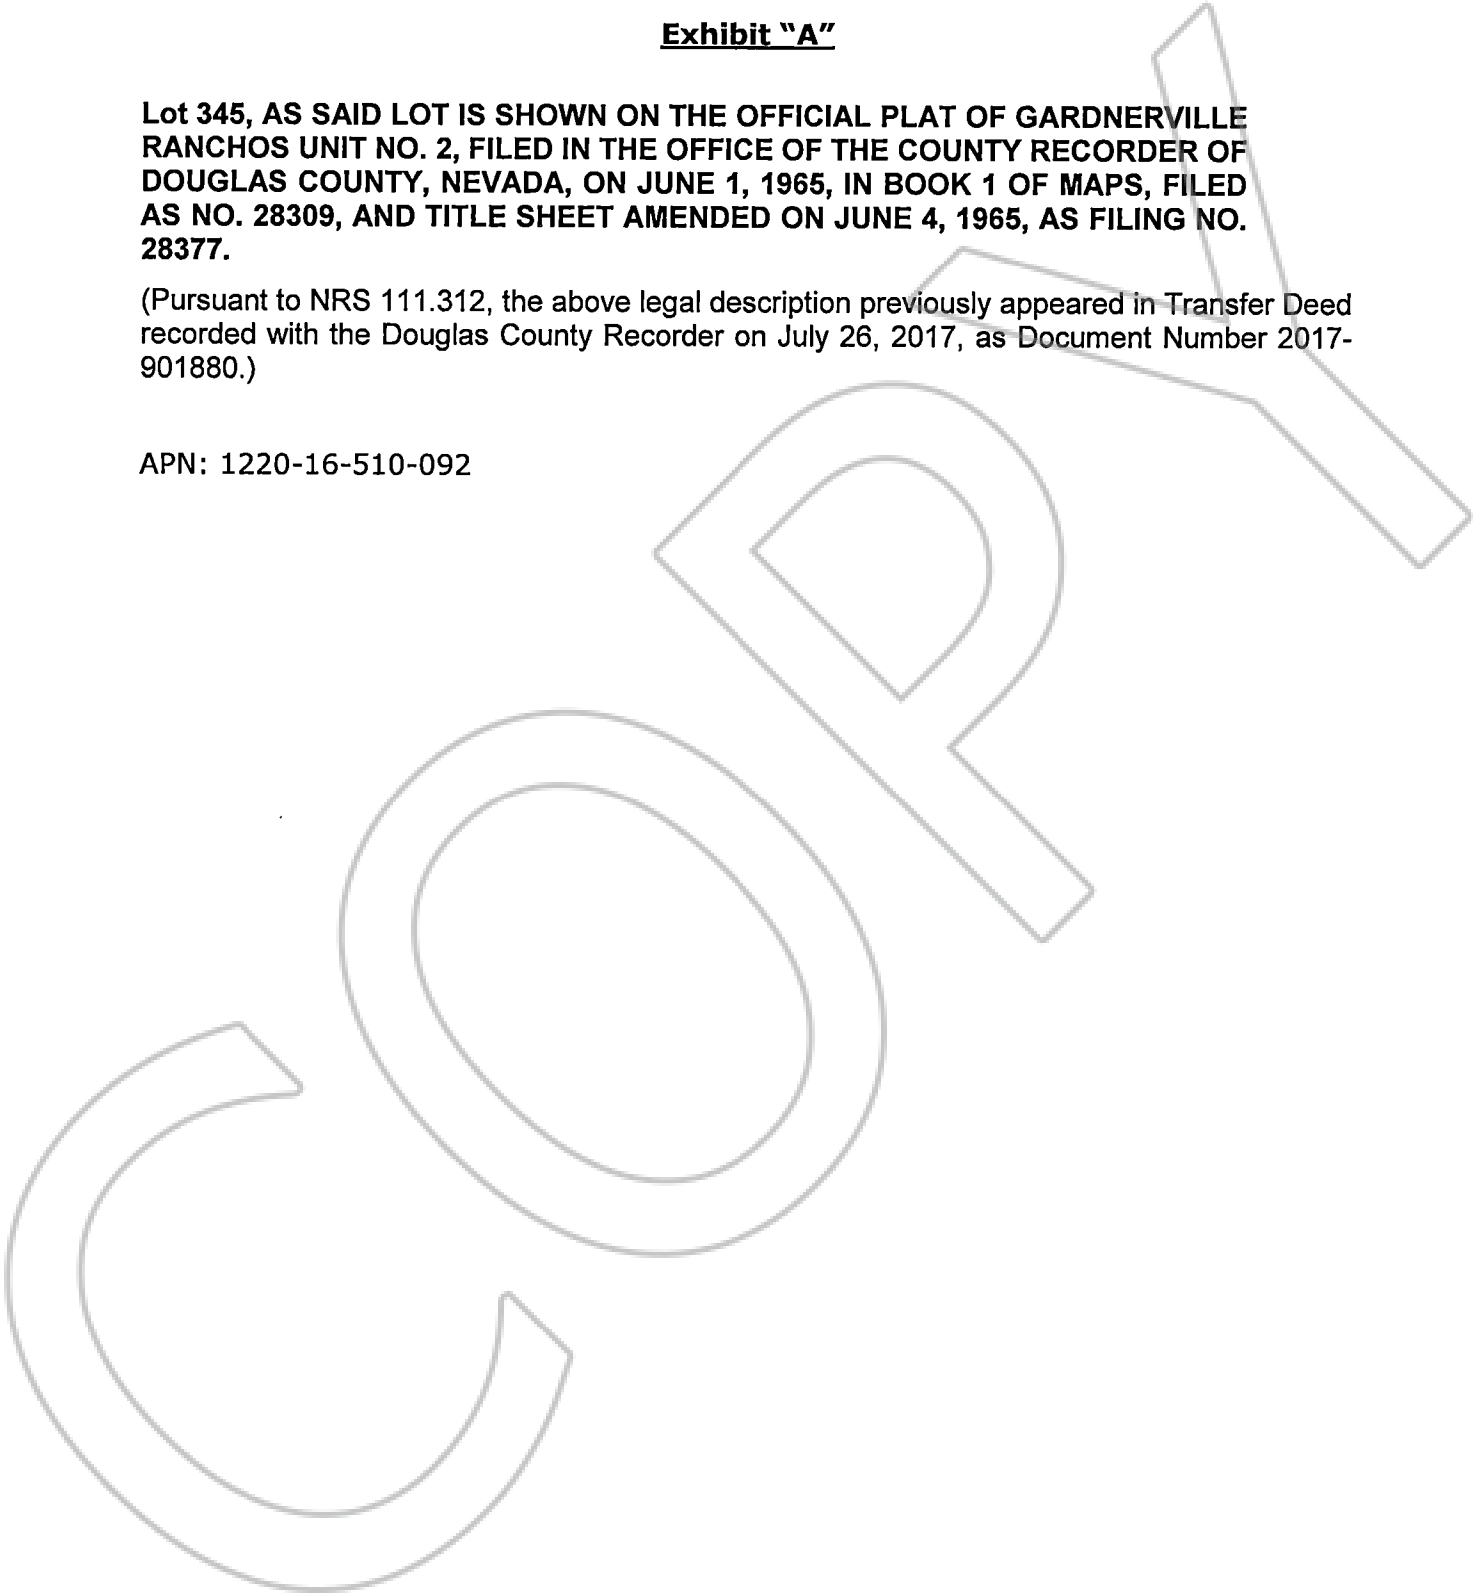 Exhibit “A”
Lot 345, AS SAID LOT IS SHOWN ON THE OFFICIAL PLAT OF GARDNERVILLE
RANCHOS UNIT NO. 2, FILED IN THE OFFICE OF THE COUNTY RECORDER OF
DOUGLAS COUNTY, NEVADA, ON JUNE 1, 1965, IN BOOK 1 OF MAPS, FILED
AS NO. 28309, AND TITLE SHEET AMENDED ON JUNE 4, 1965, AS FILING NO.
28377.
(Pursuant to NRS 111.312, the above legal description previously appeared in Transfer Deed
recorded with the Douglas County Recorder on July 26, 2017, as Document Number 2017-
901880.)
APN: 1220-16-510-092
COPY